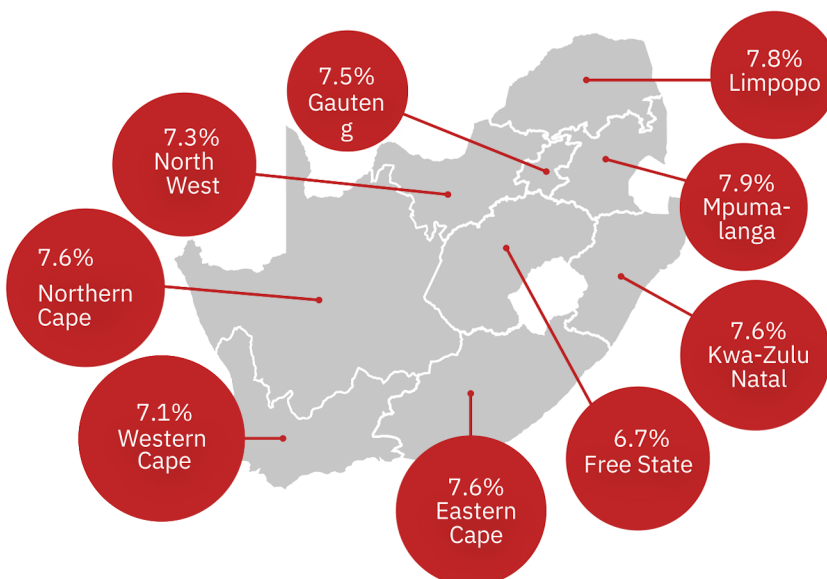 7.8%
Limpopo
7.5%
Gauten
g
7.3%
North
West
7.9%
Mpuma-
langa
7.6%
Northern
Cape
7.6%
Kwa-Zulu
Natal
7.1%
Western
Cape
6.7%
Free State
7.6%
Eastern
Cape